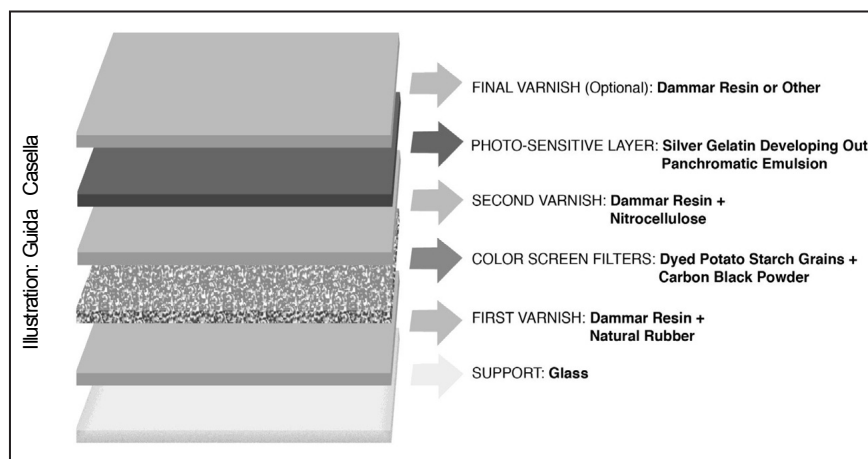 Illustration: Guida Casella
FINAL VARNISH (Optional): Dammar Resin or Other
PHOTO-SENSITIVE LAYER: Silver Gelatin Developing Out
Panchromatic Emulsion
SECOND VARNISH: Dammar Resin +
Nitrocellulose
COLOR SCREEN FILTERS: Dyed Potato Starch Grains +
Carbon Black Powder
FIRST VARNISH: Dammar Resin +
Natural Rubber
SUPPORT: Glass